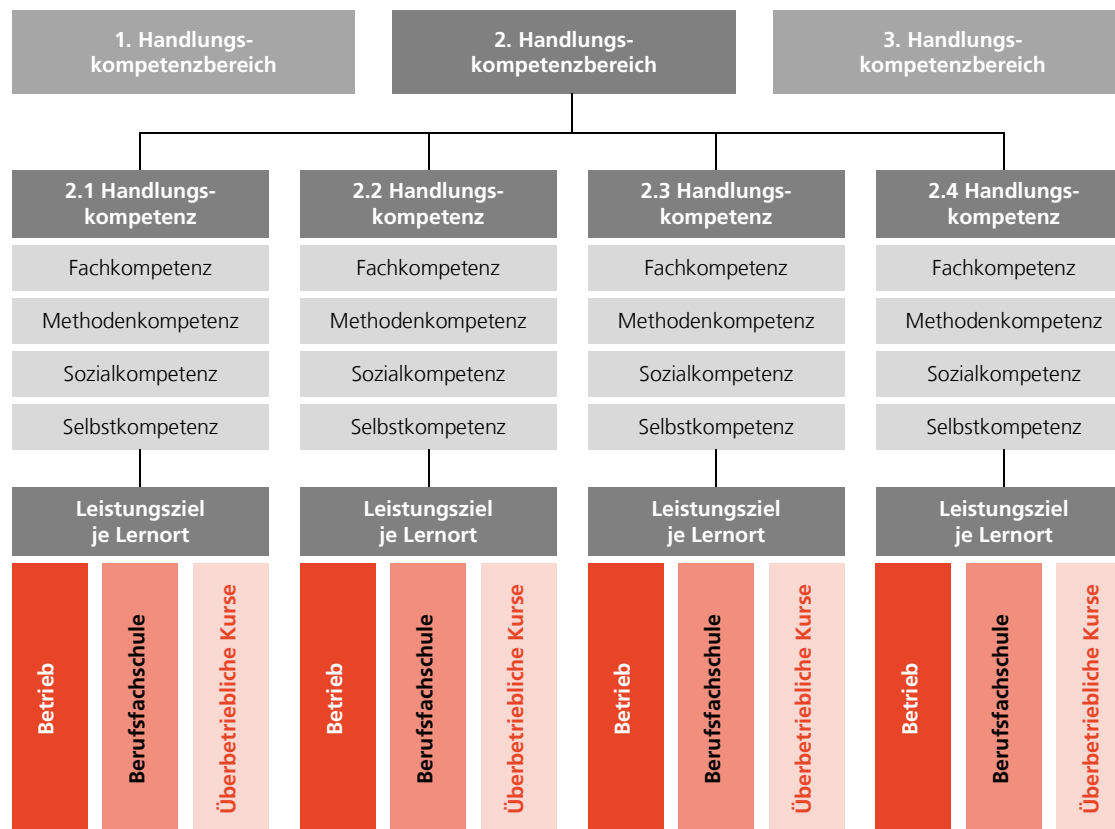 1. Handlungs-
kompetenzbereich
2. Handlungs-
kompetenzbereich
3. Handlungs-
kompetenzbereich
2.1 Handlungs-
kompetenz
2.2 Handlungs-
kompetenz
2.3 Handlungs-
kompetenz
2.4 Handlungs-
kompetenz
Fachkompetenz
Fachkompetenz
Fachkompetenz
Fachkompetenz
Methodenkompetenz
Methodenkompetenz
Methodenkompetenz
Methodenkompetenz
Sozialkompetenz
Sozialkompetenz
Sozialkompetenz
Sozialkompetenz
Selbstkompetenz
Selbstkompetenz
Selbstkompetenz
Selbstkompetenz
Leistungsziel
je Lernort
Leistungsziel
je Lernort
Leistungsziel
je Lernort
Leistungsziel
je Lernort
Betrieb
Berufsfachschule
Überbetriebliche Kurse
Betrieb
Berufsfachschule
Überbetriebliche Kurse
Betrieb
Berufsfachschule
Überbetriebliche Kurse
Betrieb
Berufsfachschule
Überbetriebliche Kurse